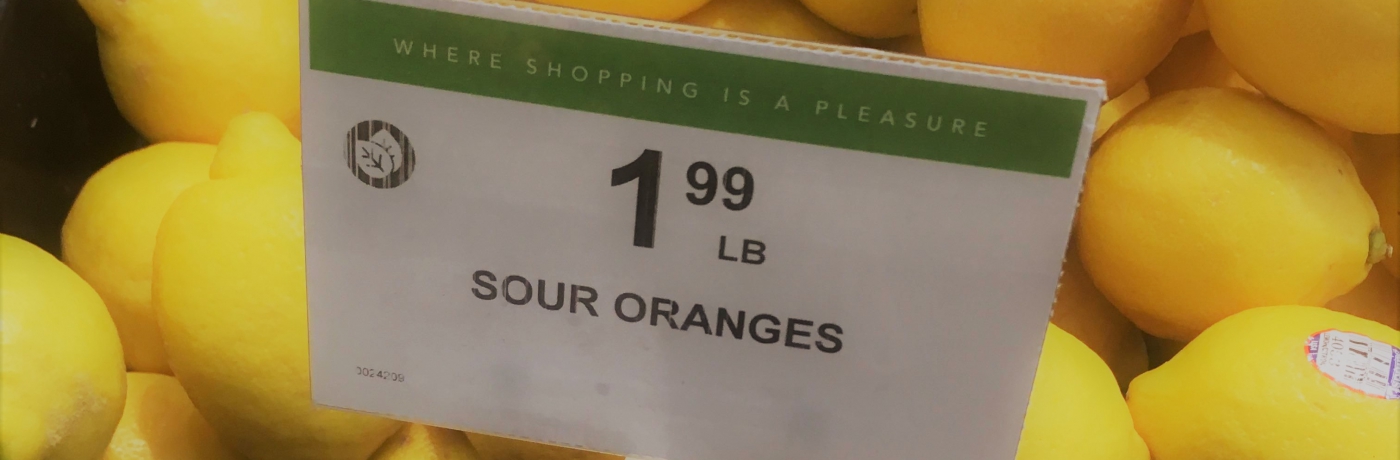 WHERE SHOPPING IS A PLEASURE
1 99
LB
SOUR ORANGES
0024209